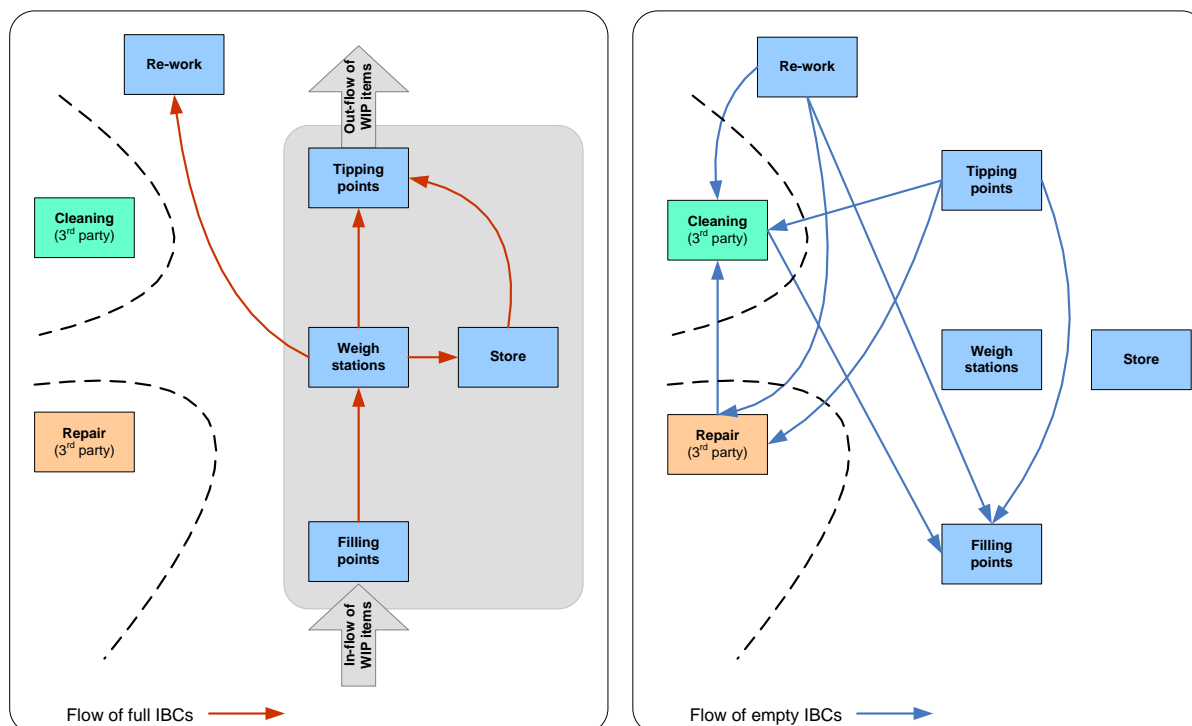 Re-work
Out-flow of
WIP items
Tipping
points
Cleaning
(3rd party)
Weigh
stations
Store
Repair
(3rd party)
Filling
points
In-flow of
WIP items
Flow of full IBCs
Re-work
Tipping
points
Cleaning
(3rd party)
Weigh
stations
Store
Repair
(3rd party)
Filling
points
Flow of empty IBCs